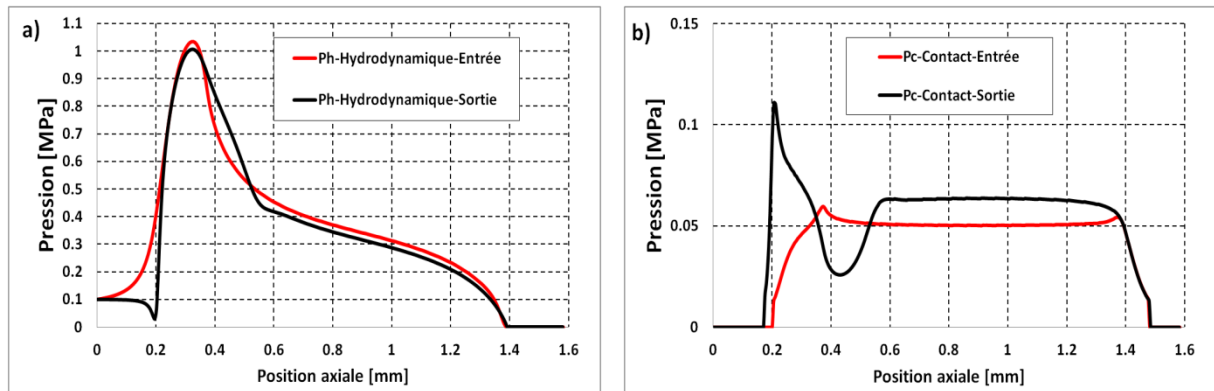 a)
Pression [MPa]
1.1
1
0.9
0.8
0.7
0.6
0.5
0.4
0.3
0.2
0.1
0
Ph-Hydrodynamique-Entrée
Ph-Hydrodynamique-Sortie
0 0.2 0.4 0.6 0.8 1 1.2 1.4 1.6
Position axiale [mm]
b)
Pression [MPa]
0.15
0.1
0.05
0
Pc-Contact-Entrée
Pc-Contact-Sortie
0 0.2 0.4 0.6 0.8 1 1.2 1.4 1.6
Position axiale [mm]